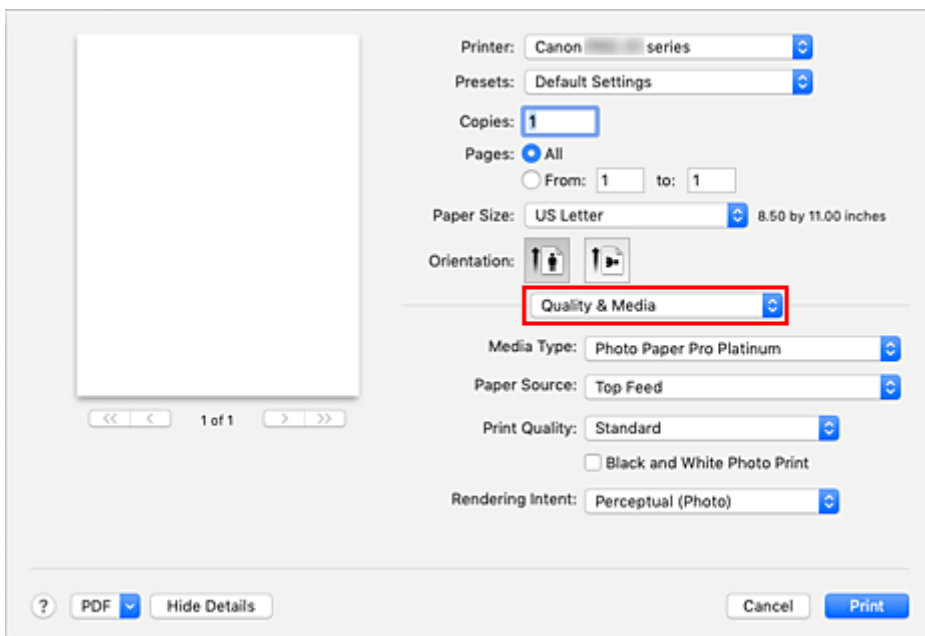 Printer: Canon series
Presets: Default Settings
Copies: 1
Pages: All
From: 1 to: 1
Paper Size: US Letter 8.50 by 11.00 inches
Orientation:
Quality & Media
Media Type: Photo Paper Pro Platinum
Paper Source: Top Feed
<< < 1 of 1 > >>
Print Quality: Standard
Black and White Photo Print
Rendering Intent: Perceptual (Photo)
? PDF Hide Details Cancel Print